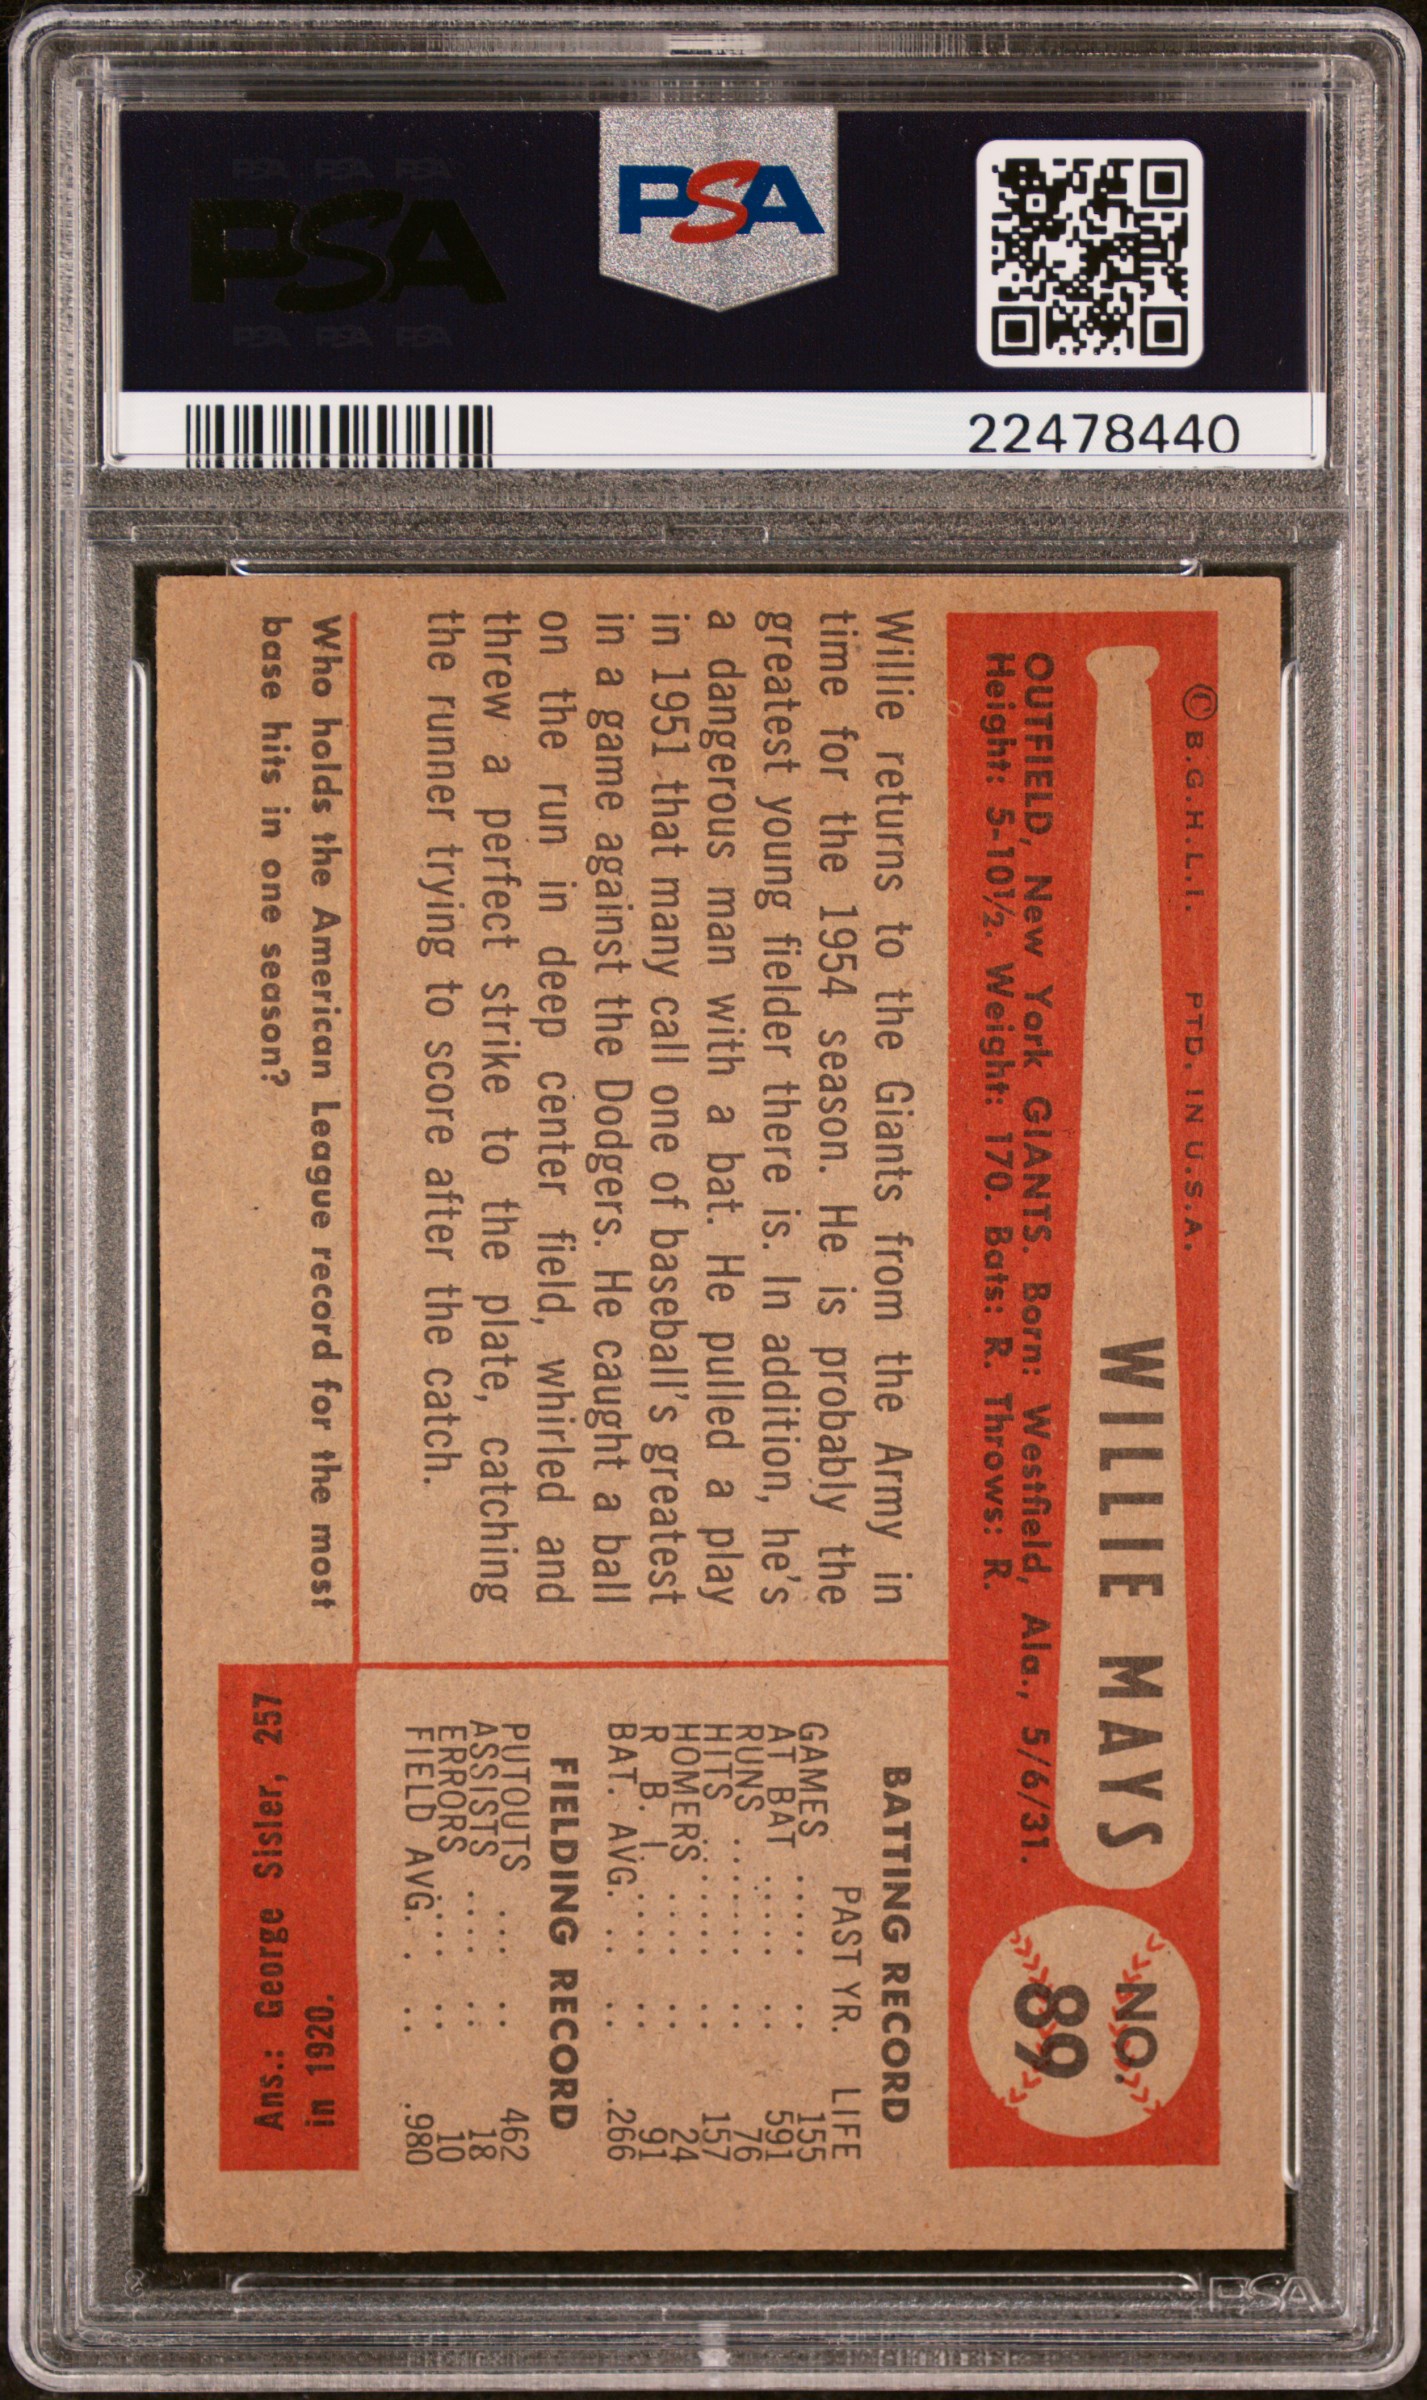 PSA PSA PSA
PSA
PSA PSA PSA
PSA
22478440
© B.G.H.L.I. PTD. IN U.S.A.
WILLIE MAYS
NO.
89
OUTFIELD, New York GIANTS. Born: Westfield, Ala., 5/6/31.
Height: 5-10½. Weight: 170. Bats: R. Throws: R.
Willie returns to the Giants from the Army in
time for the 1954 season. He is probably the
greatest young fielder there is. In addition, he's
a dangerous man with a bat. He pulled a play
in 1951 that many call one of baseball's greatest
in a game against the Dodgers. He caught a ball
on the run in deep center field, whirled and
threw a perfect strike to the plate, catching
the runner trying to score after the catch.
BATTING RECORD
PAST YR. LIFE
GAMES ..... .. 155
AT BAT ..... .. 591
RUNS ...... .. 76
HITS ...... .. 157
HOMERS .... .. 24
R. B. I. .... .. 91
BAT. AVG. .. .. .266
FIELDING RECORD
PUTOUTS ... .. 462
ASSISTS .... .. 18
ERRORS .... .. 10
FIELD AVG. . .. .980
Who holds the American League record for the most
base hits in one season?
Ans.: George Sisler, 257
in 1920.
PSA